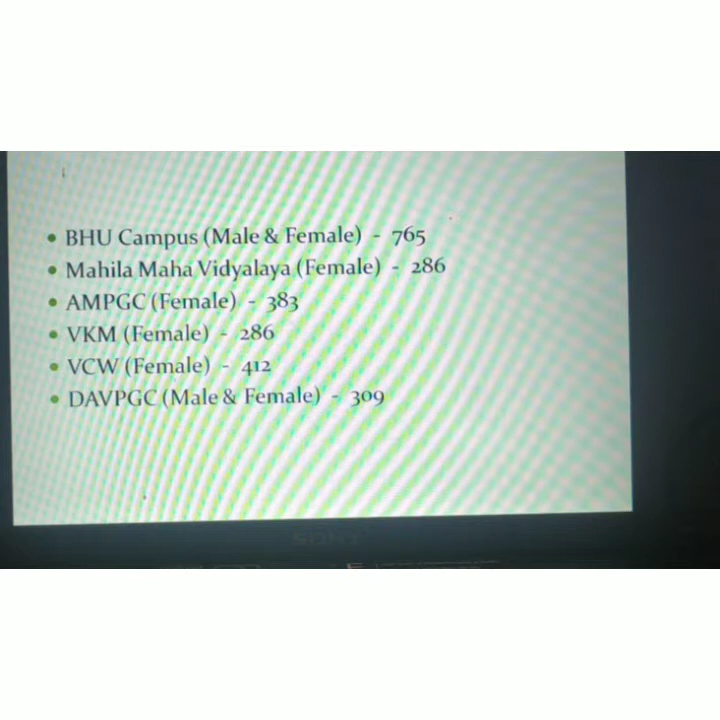 • BHU Campus (Male & Female) - 765
• Mahila Maha Vidyalaya (Female) - 286
• AMPGC (Female) - 383
• VKM (Female) - 286
• VCW (Female) - 412
• DAVPGC (Male & Female) - 309
SONY